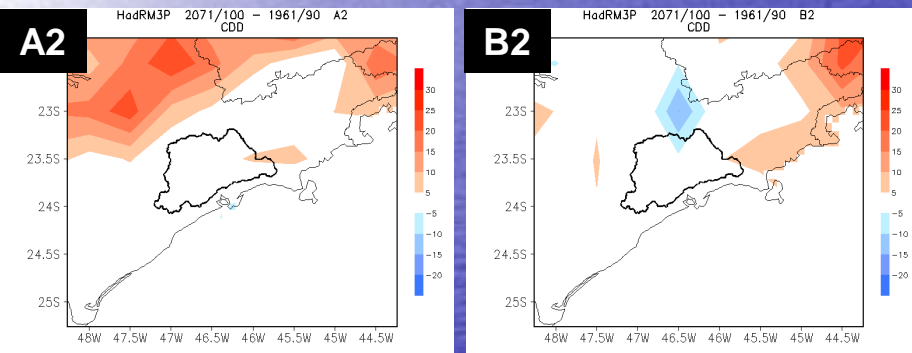 A2
HadRM3P 2071/100 - 1961/90 A2
CDD
23S
23.5S
24S
24.5S
25S
48W 47.5W 47W 46.5W 46W 45.5W 45W 44.5W
30
25
20
15
10
5
-5
-10
-15
-20
B2
HadRM3P 2071/100 - 1961/90 B2
CDD
23S
23.5S
24S
24.5S
25S
48W 47.5W 47W 46.5W 46W 45.5W 45W 44.5W
30
25
20
15
10
5
-5
-10
-15
-20